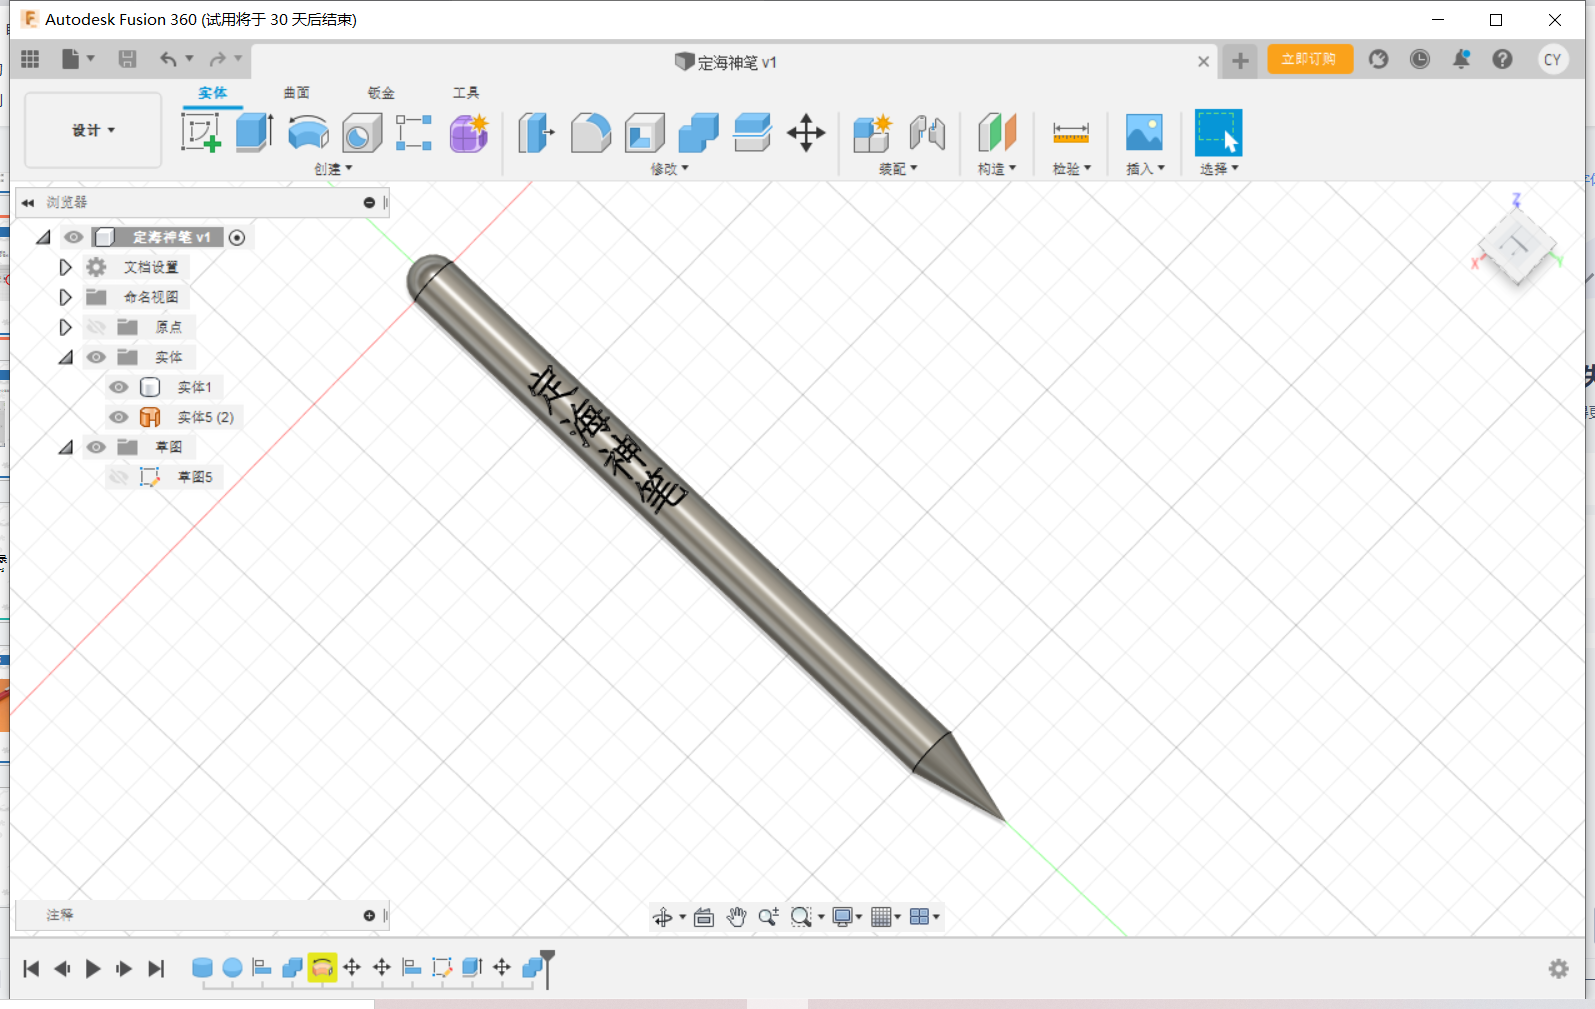 Autodesk Fusion 360 (试用将于 30 天后结束)
定海神笔 v1
立即订购
CY
实体 曲面 钣金 工具
设计
创建 修改 装配 构造 检验 插入 选择
浏览器
定海神笔 v1
文档设置
命名视图
原点
实体
实体1
实体5 (2)
草图
草图5
定海神笔
Z
X
Y
上
注释